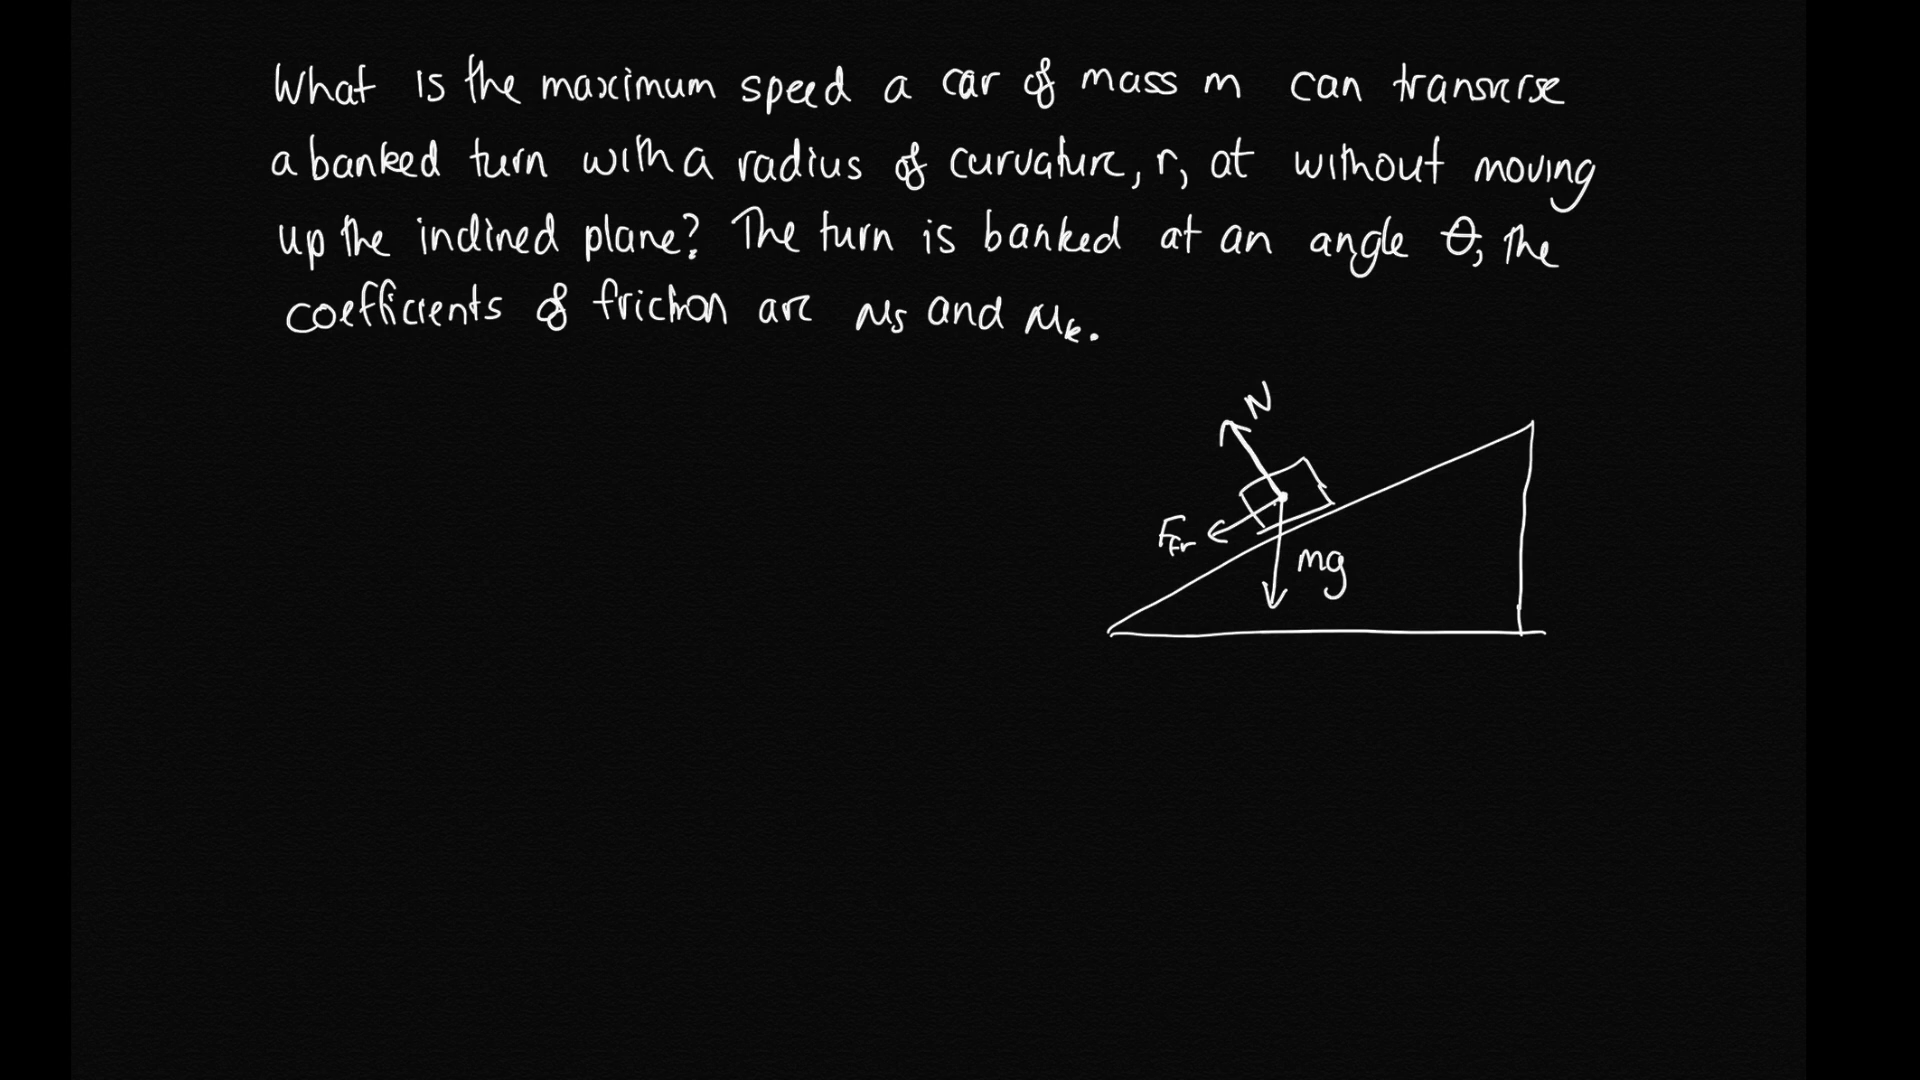 What is the maximum speed a car of mass m can transverse
a banked turn with a radius of curvature, r, at without moving
up the inclined plane? The turn is banked at an angle θ, the
coefficients of friction are μs and μk.
N
Ffr
mg